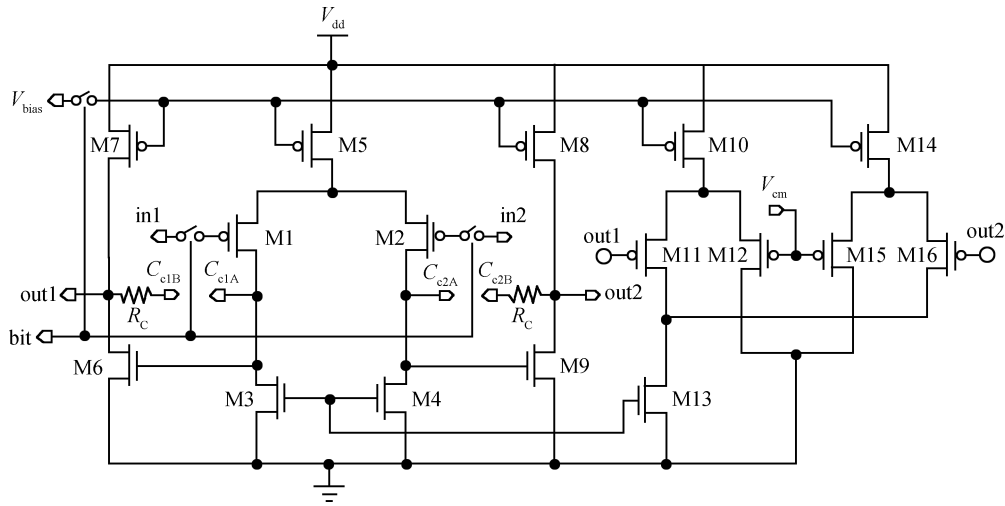 Vdd
Vbias
M7
M5
M8
M10
M14
Vcm
in1
in2
M1
M2
out1
M11
M12
M15
M16
out2
Cc1B
Cc1A
Cc2A
Cc2B
out1
RC
RC
out2
bit
M6
M3
M4
M9
M13